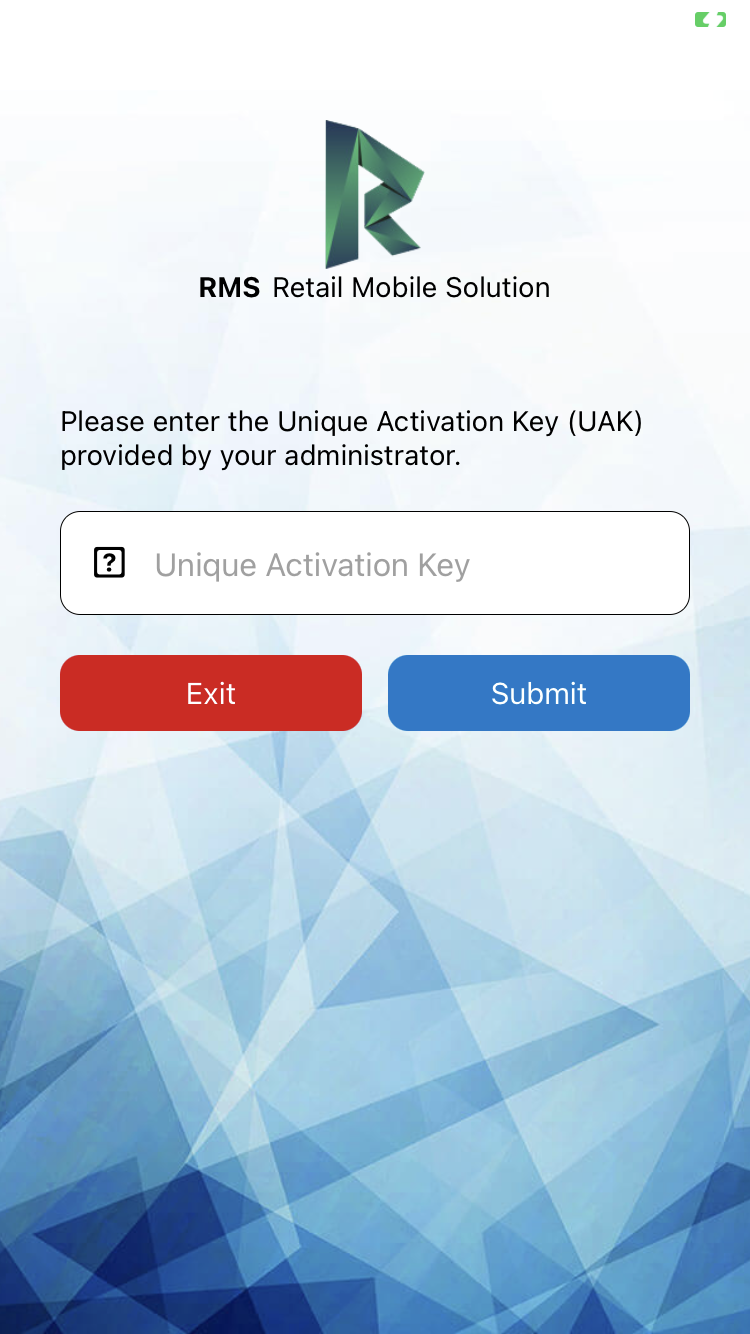 RMS Retail Mobile Solution
Please enter the Unique Activation Key (UAK)
provided by your administrator.
? Unique Activation Key
Exit Submit